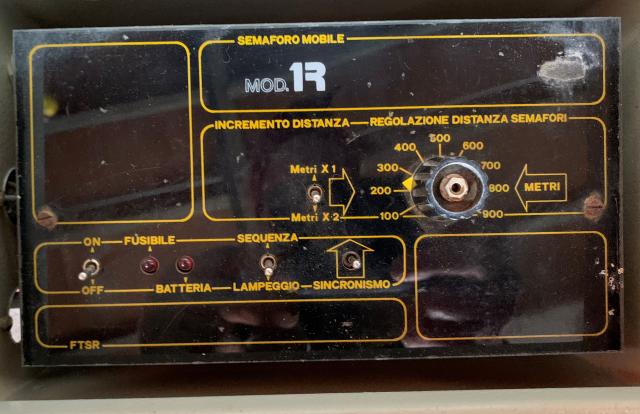 SEMAFORO MOBILE
MOD. 1R
INCREMENTO DISTANZA
REGOLAZIONE DISTANZA SEMAFORI
Metri X 1
Metri X 2
100
200
300
400
500
600
700
800
900
METRI
ON
OFF
FUSIBILE
BATTERIA
SEQUENZA
LAMPEGGIO
SINCRONISMO
FTSR